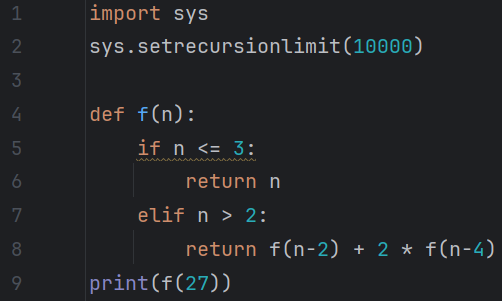 1 import sys
2 sys.setrecursionlimit(10000)
3
4 def f(n):
5     if n <= 3:
6         return n
7     elif n > 2:
8         return f(n-2) + 2 * f(n-4)
9 print(f(27))